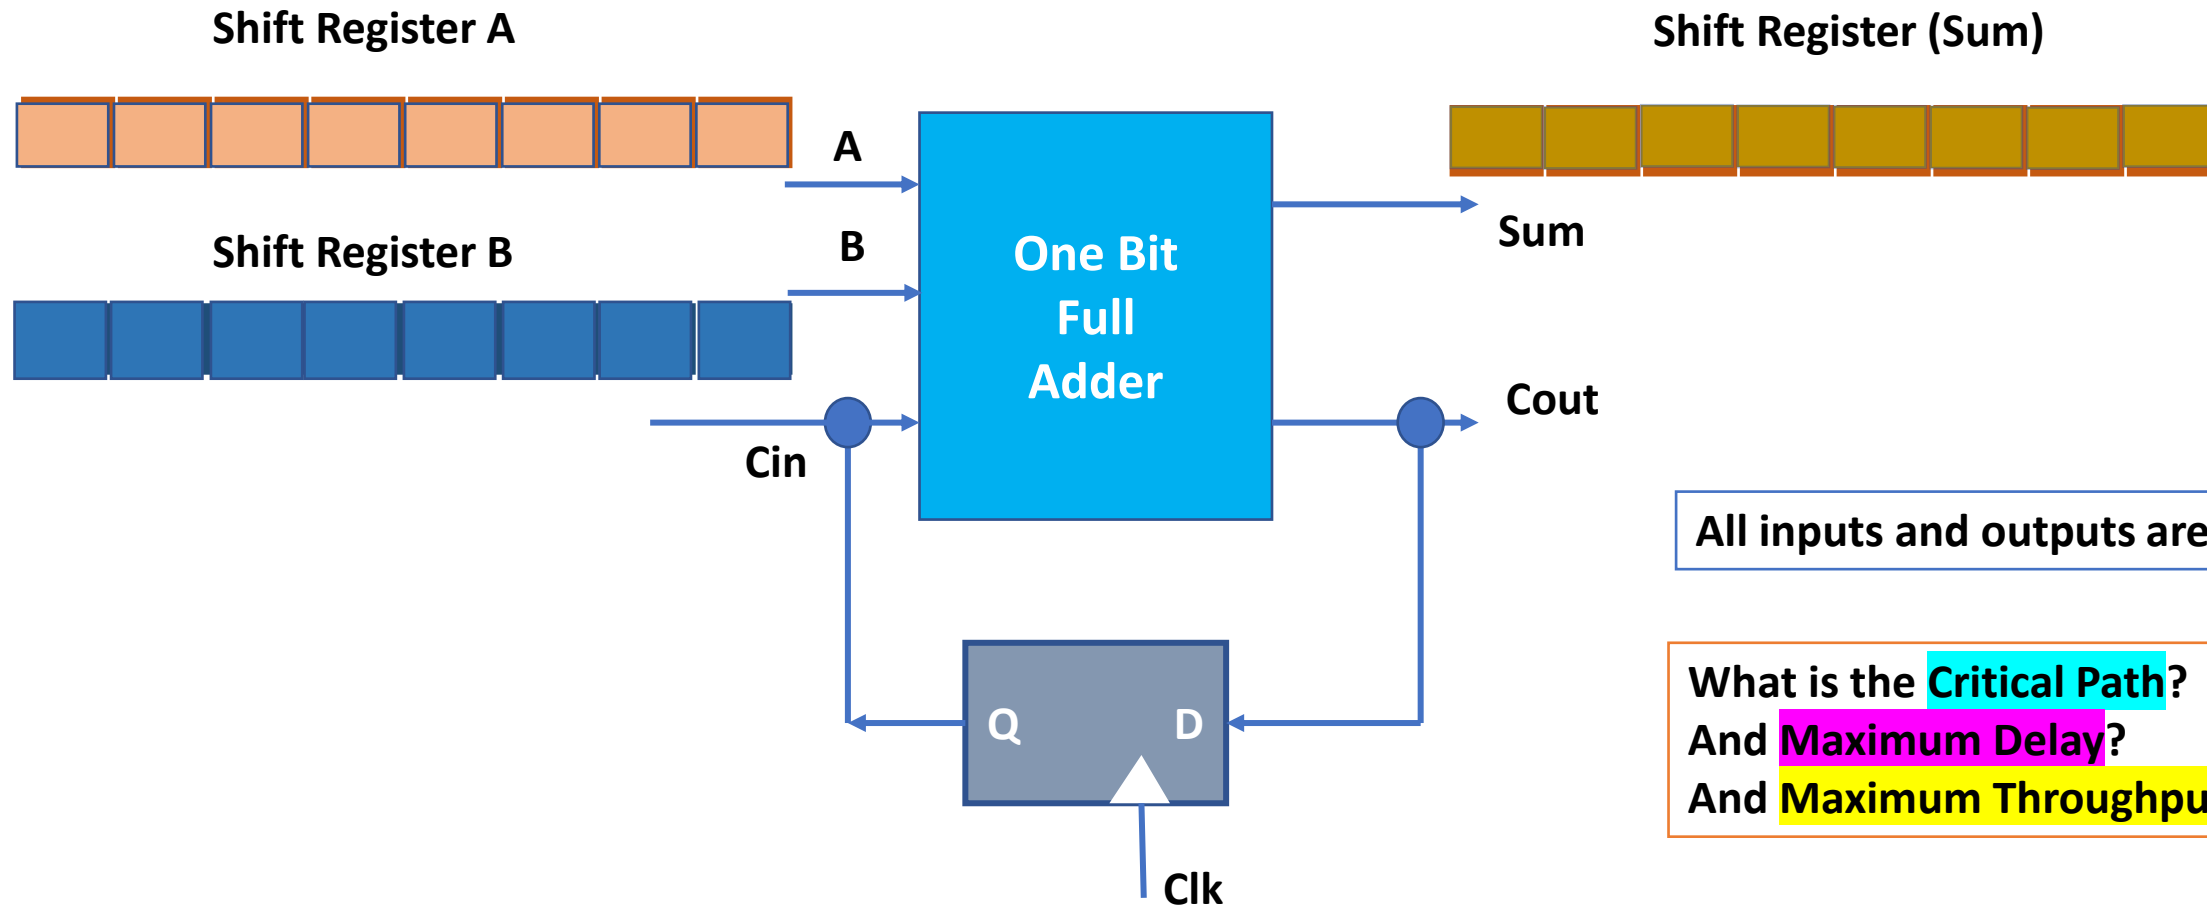 Shift Register A
Shift Register (Sum)
A
Shift Register B
B
One Bit
Full
Adder
Sum
Cin
Cout
All inputs and outputs are
Q
D
What is the Critical Path?
And Maximum Delay?
And Maximum Throughpu
Clk